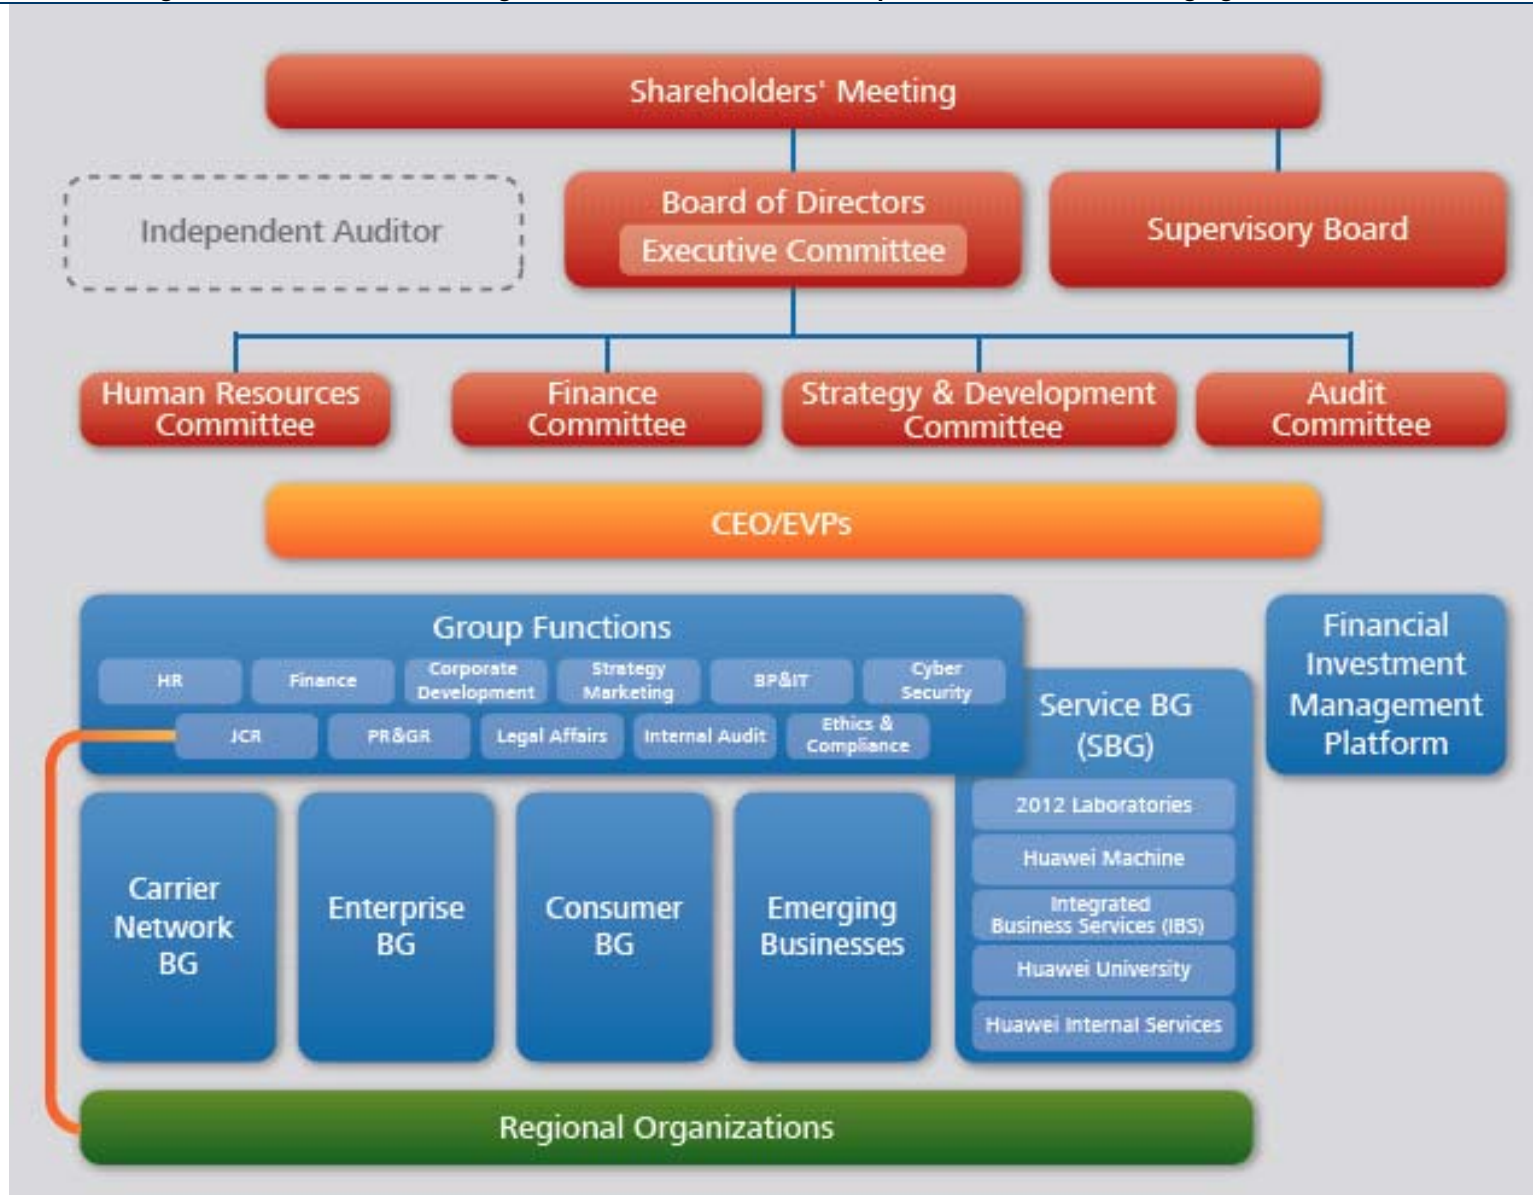 Shareholders' Meeting
Independent Auditor
Board of Directors
Executive Committee
Supervisory Board
Human Resources
Committee
Finance
Committee
Strategy & Development
Committee
Audit
Committee
CEO/EVPs
Group Functions
HR
Finance
Corporate
Development
Strategy
Marketing
BP&IT
Cyber
Security
JCR
PR&GR
Legal Affairs
Internal Audit
Ethics &
Compliance
Service BG
(SBG)
2012 Laboratories
Huawei Machine
Integrated
Business Services (IBS)
Huawei University
Huawei Internal Services
Financial
Investment
Management
Platform
Carrier
Network
BG
Enterprise
BG
Consumer
BG
Emerging
Businesses
Regional Organizations